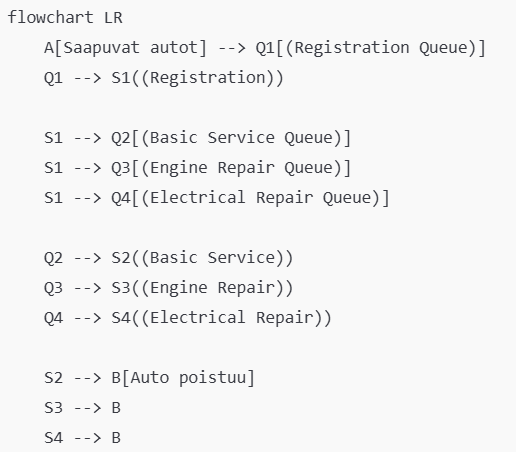 flowchart LR
A[Saapuvat autot] --> Q1[(Registration Queue)]
Q1 --> S1((Registration))
S1 --> Q2[(Basic Service Queue)]
S1 --> Q3[(Engine Repair Queue)]
S1 --> Q4[(Electrical Repair Queue)]
Q2 --> S2((Basic Service))
Q3 --> S3((Engine Repair))
Q4 --> S4((Electrical Repair))
S2 --> B[Auto poistuu]
S3 --> B
S4 --> B